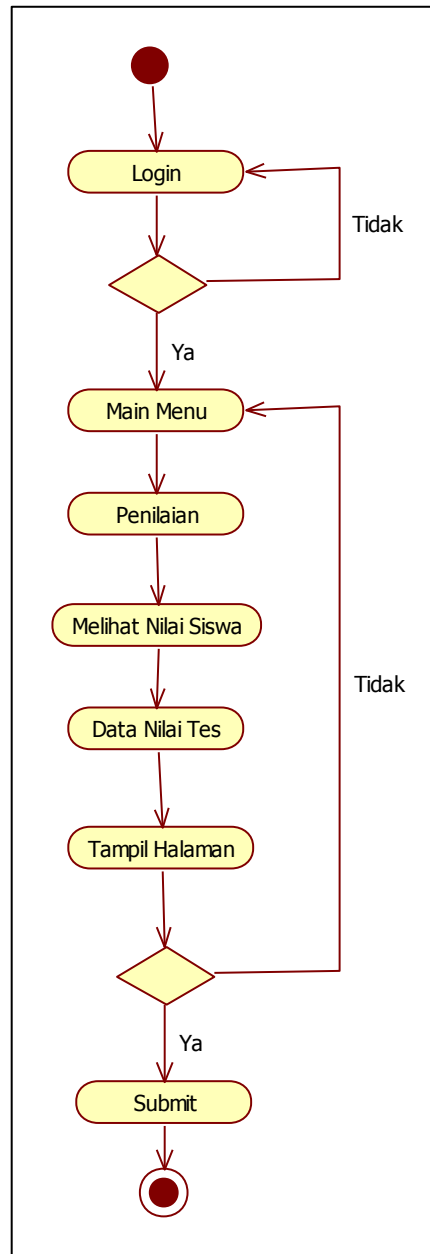 Login
Tidak
Ya
Main Menu
Penilaian
Melihat Nilai Siswa
Tidak
Data Nilai Tes
Tampil Halaman
Ya
Submit